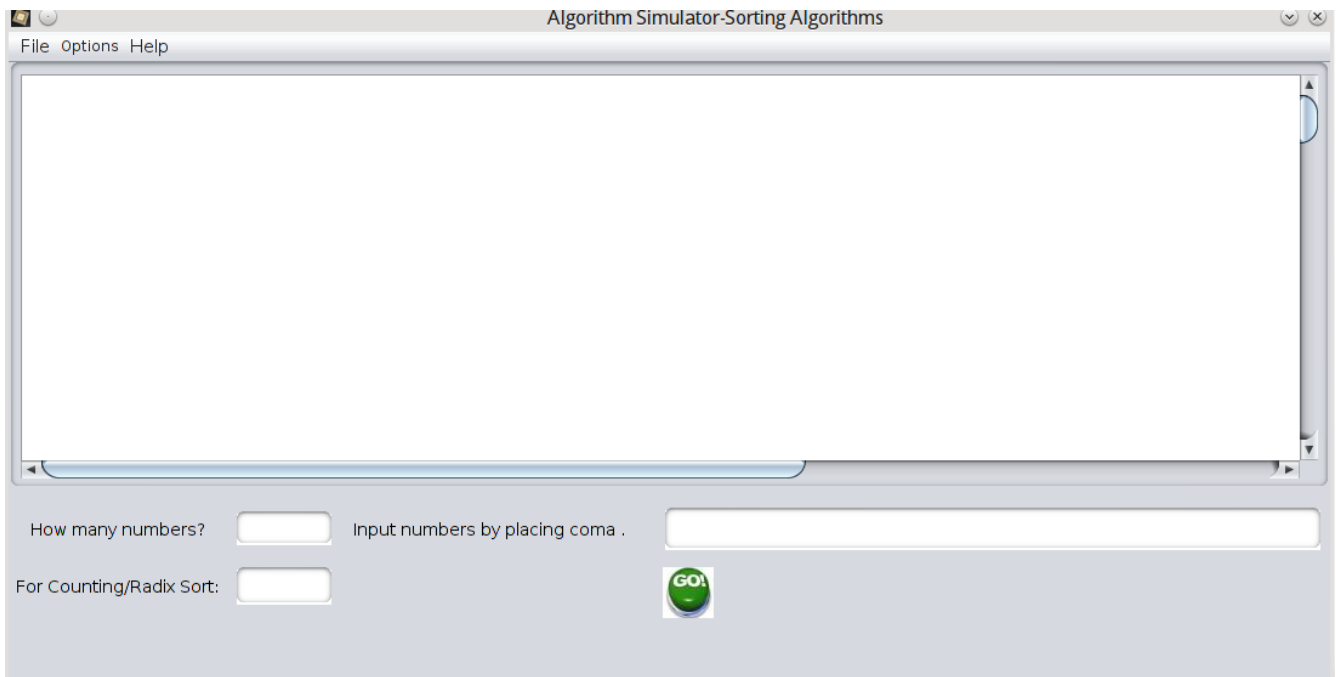 Algorithm Simulator-Sorting Algorithms
File Options Help
How many numbers? Input numbers by placing coma .
For Counting/Radix Sort: GO!